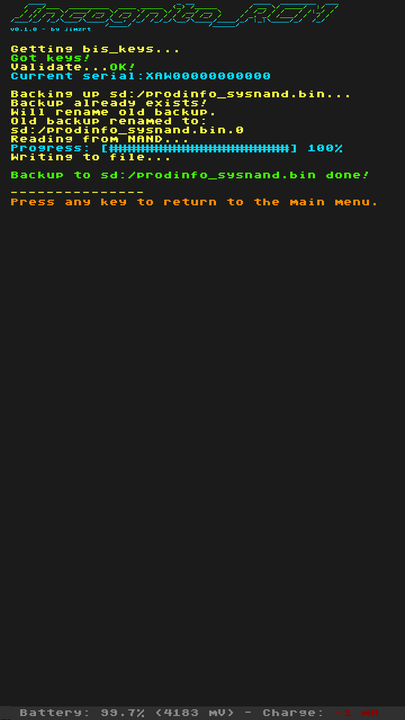 Incognito_RCM
v0.1.0 - by jimzrt
Getting bis_keys...
Got keys!
Validate...OK!
Current serial:XAW00000000000
Backing up sd:/prodinfo_sysnand.bin...
Backup already exists!
Will rename old backup.
Old backup renamed to:
sd:/prodinfo_sysnand.bin.0
Reading from NAND...
Progress: [##############################] 100%
Writing to file...
Backup to sd:/prodinfo_sysnand.bin done!
---------------
Press any key to return to the main menu.
Battery: 99.7% (4183 mV) - Charge: